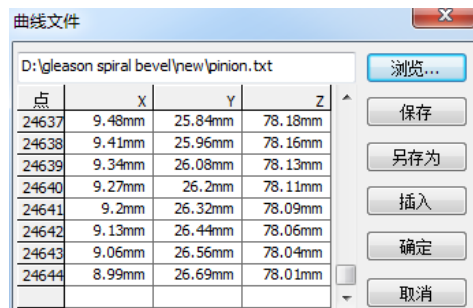 曲线文件
D:\gleason spiral bevel\new\pinion.txt
浏览...
点 X Y Z
24637 9.48mm 25.84mm 78.18mm
24638 9.41mm 25.96mm 78.16mm
24639 9.34mm 26.08mm 78.13mm
24640 9.27mm 26.2mm 78.11mm
24641 9.2mm 26.32mm 78.09mm
24642 9.13mm 26.44mm 78.06mm
24643 9.06mm 26.56mm 78.04mm
24644 8.99mm 26.69mm 78.01mm
保存
另存为
插入
确定
取消